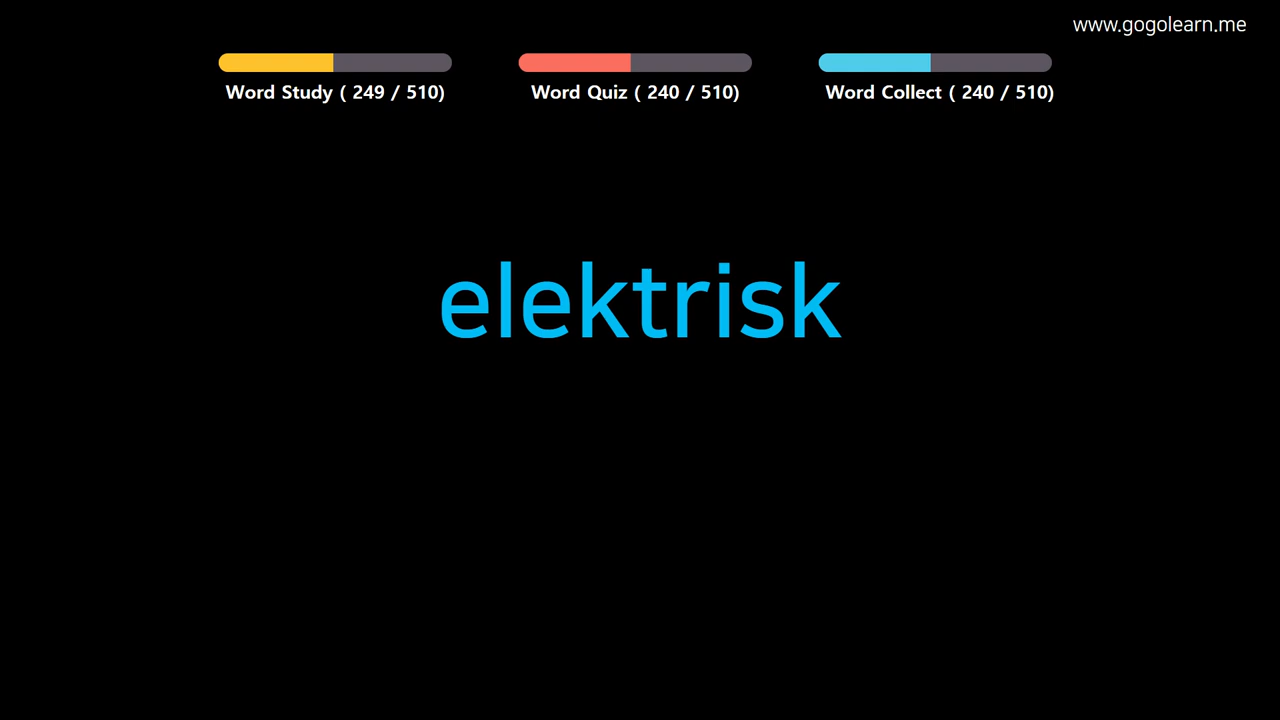 www.gogolearn.me
Word Study ( 249 / 510)
Word Quiz ( 240 / 510)
Word Collect ( 240 / 510)
elektrisk